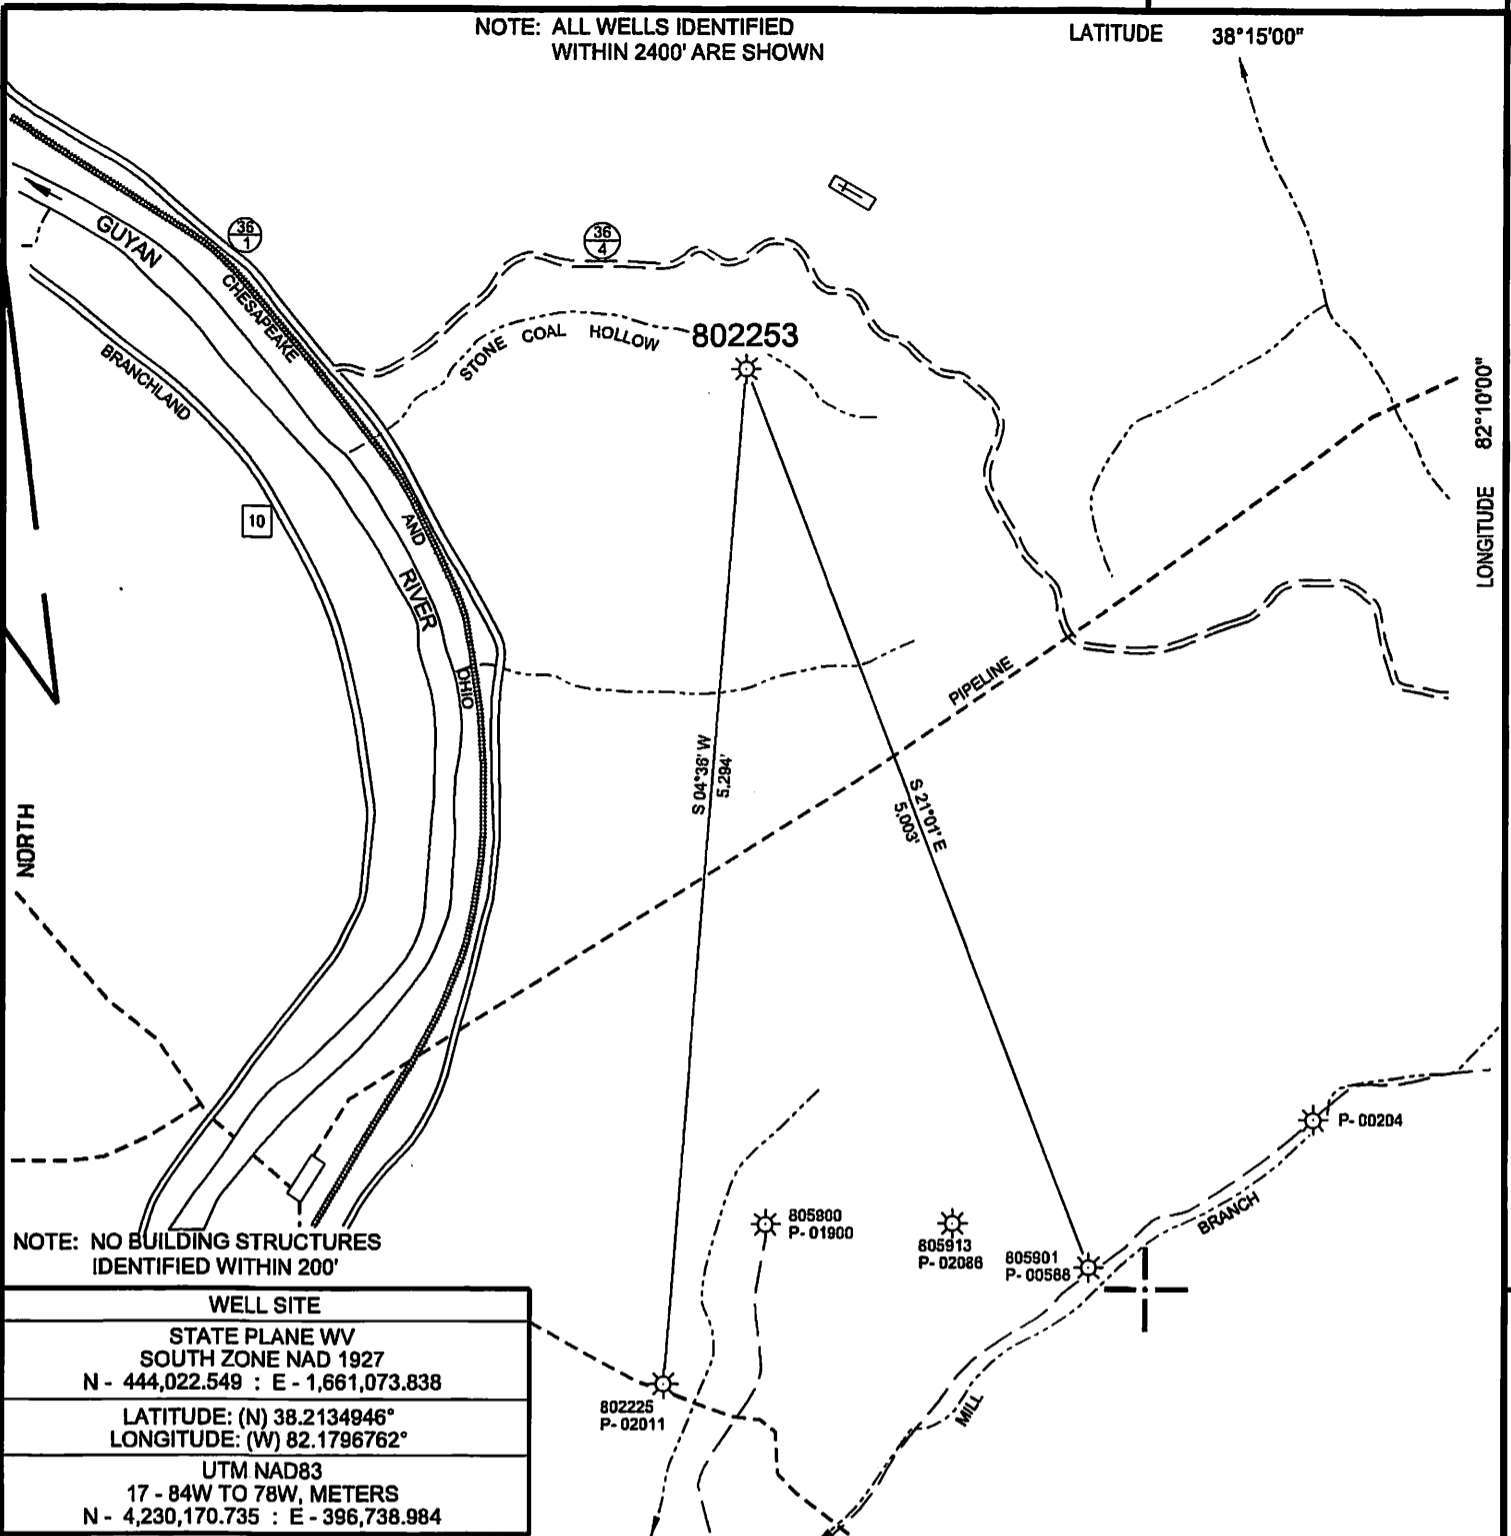 NOTE: ALL WELLS IDENTIFIED
WITHIN 2400' ARE SHOWN
LATITUDE 38°15'00"
36
1
36
4
GUYAN
CHESAPEAKE
STONE COAL HOLLOW
802253
BRANCHLAND
LONGITUDE 82°10'00"
10
AND
RIVER
OHIO
PIPELINE
S 04°36' W
5,294'
S 21°01' E
5,003'
NORTH
P- 00204
BRANCH
805800
P- 01900
805913
P- 02086
805901
P- 00588
NOTE: NO BUILDING STRUCTURES
IDENTIFIED WITHIN 200'
WELL SITE
STATE PLANE WV
SOUTH ZONE NAD 1927
N - 444,022.549 : E - 1,661,073.838
LATITUDE: (N) 38.2134946°
LONGITUDE: (W) 82.1796762°
UTM NAD83
17 - 84W TO 78W, METERS
N - 4,230,170.735 : E - 396,738.984
802225
P- 02011
MILL